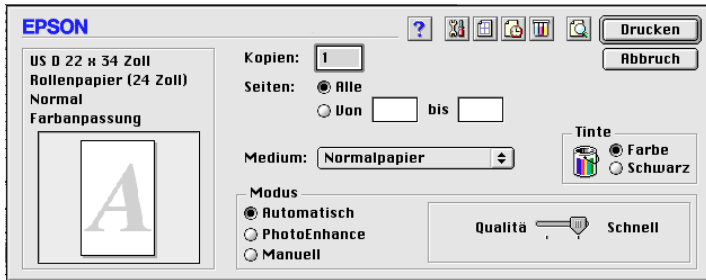 EPSON
? Drucken
Abbruch
US D 22 x 34 Zoll
Rollenpapier (24 Zoll)
Normal
Farbanpassung
A
Kopien: 1
Seiten: Alle
Von bis
Medium: Normalpapier
Tinte
Farbe
Schwarz
Modus
Automatisch
PhotoEnhance
Manuell
Qualitä Schnell